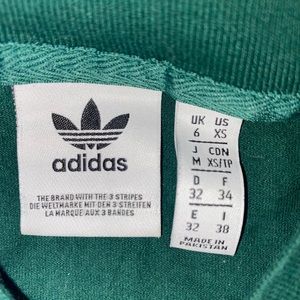 adidas
THE BRAND WITH THE 3 STRIPES
DIE WELTMARKE MIT DEN 3 STREIFEN
LA MARQUE AUX 3 BANDES
UK US
6 XS
J CDN
M XS/TP
D F
32 34
E I
32 38
MADE IN
PAKISTAN